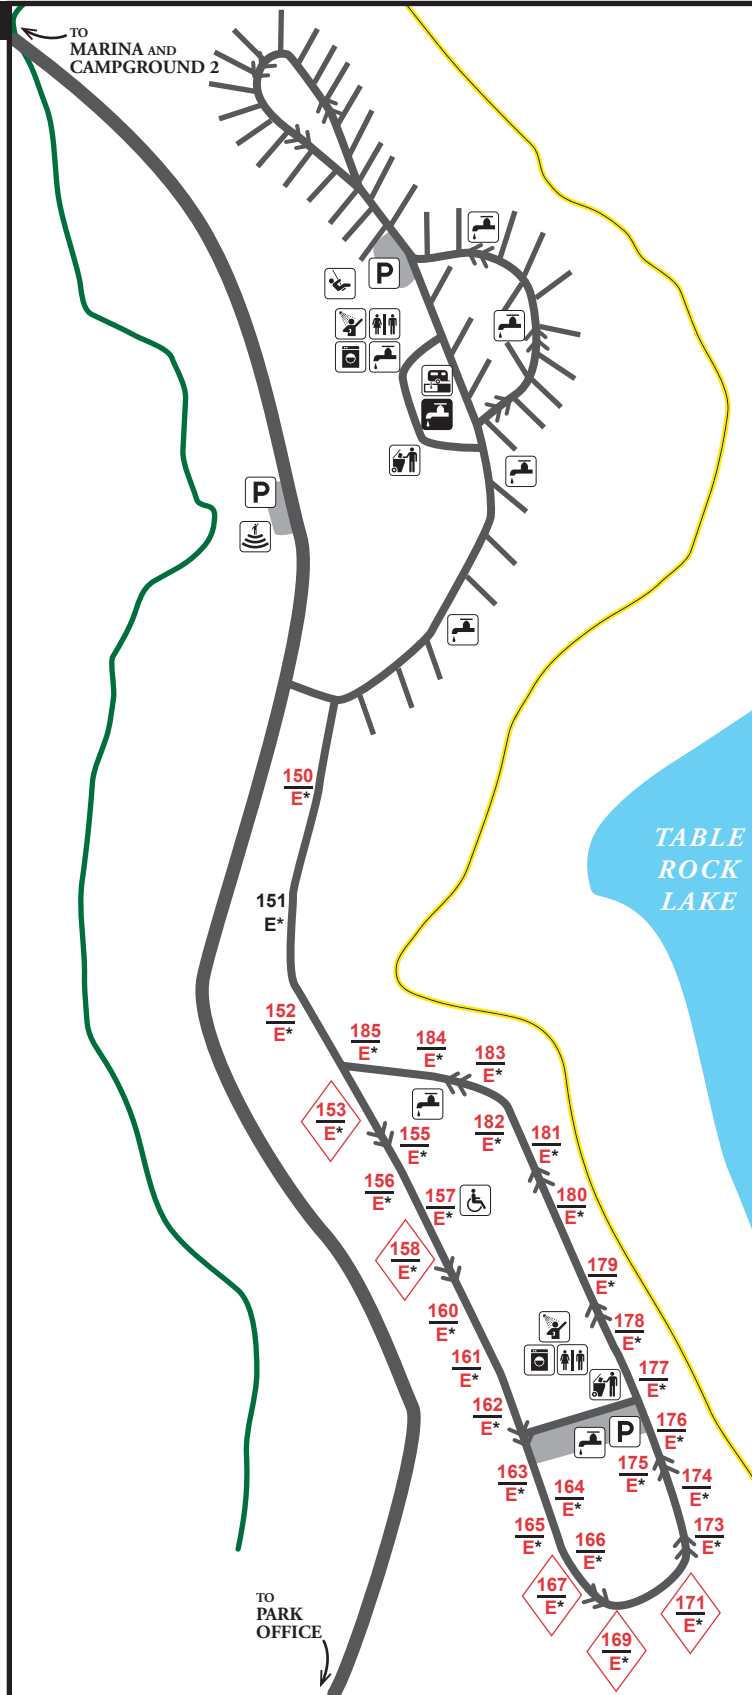 TO
MARINA AND
CAMPGROUND 2
P
P
150
E*
TABLE
ROCK
LAKE
151
E*
152
E*
185
E*
184
E*
183
E*
153
E*
155
E*
182
E*
181
E*
156
E*
157
E*
180
E*
158
E*
179
E*
160
E*
178
E*
161
E*
177
E*
162
E*
176
E*
P
163
E*
164
E*
175
E*
174
E*
165
E*
166
E*
173
E*
167
E*
171
E*
169
E*
TO
PARK
OFFICE